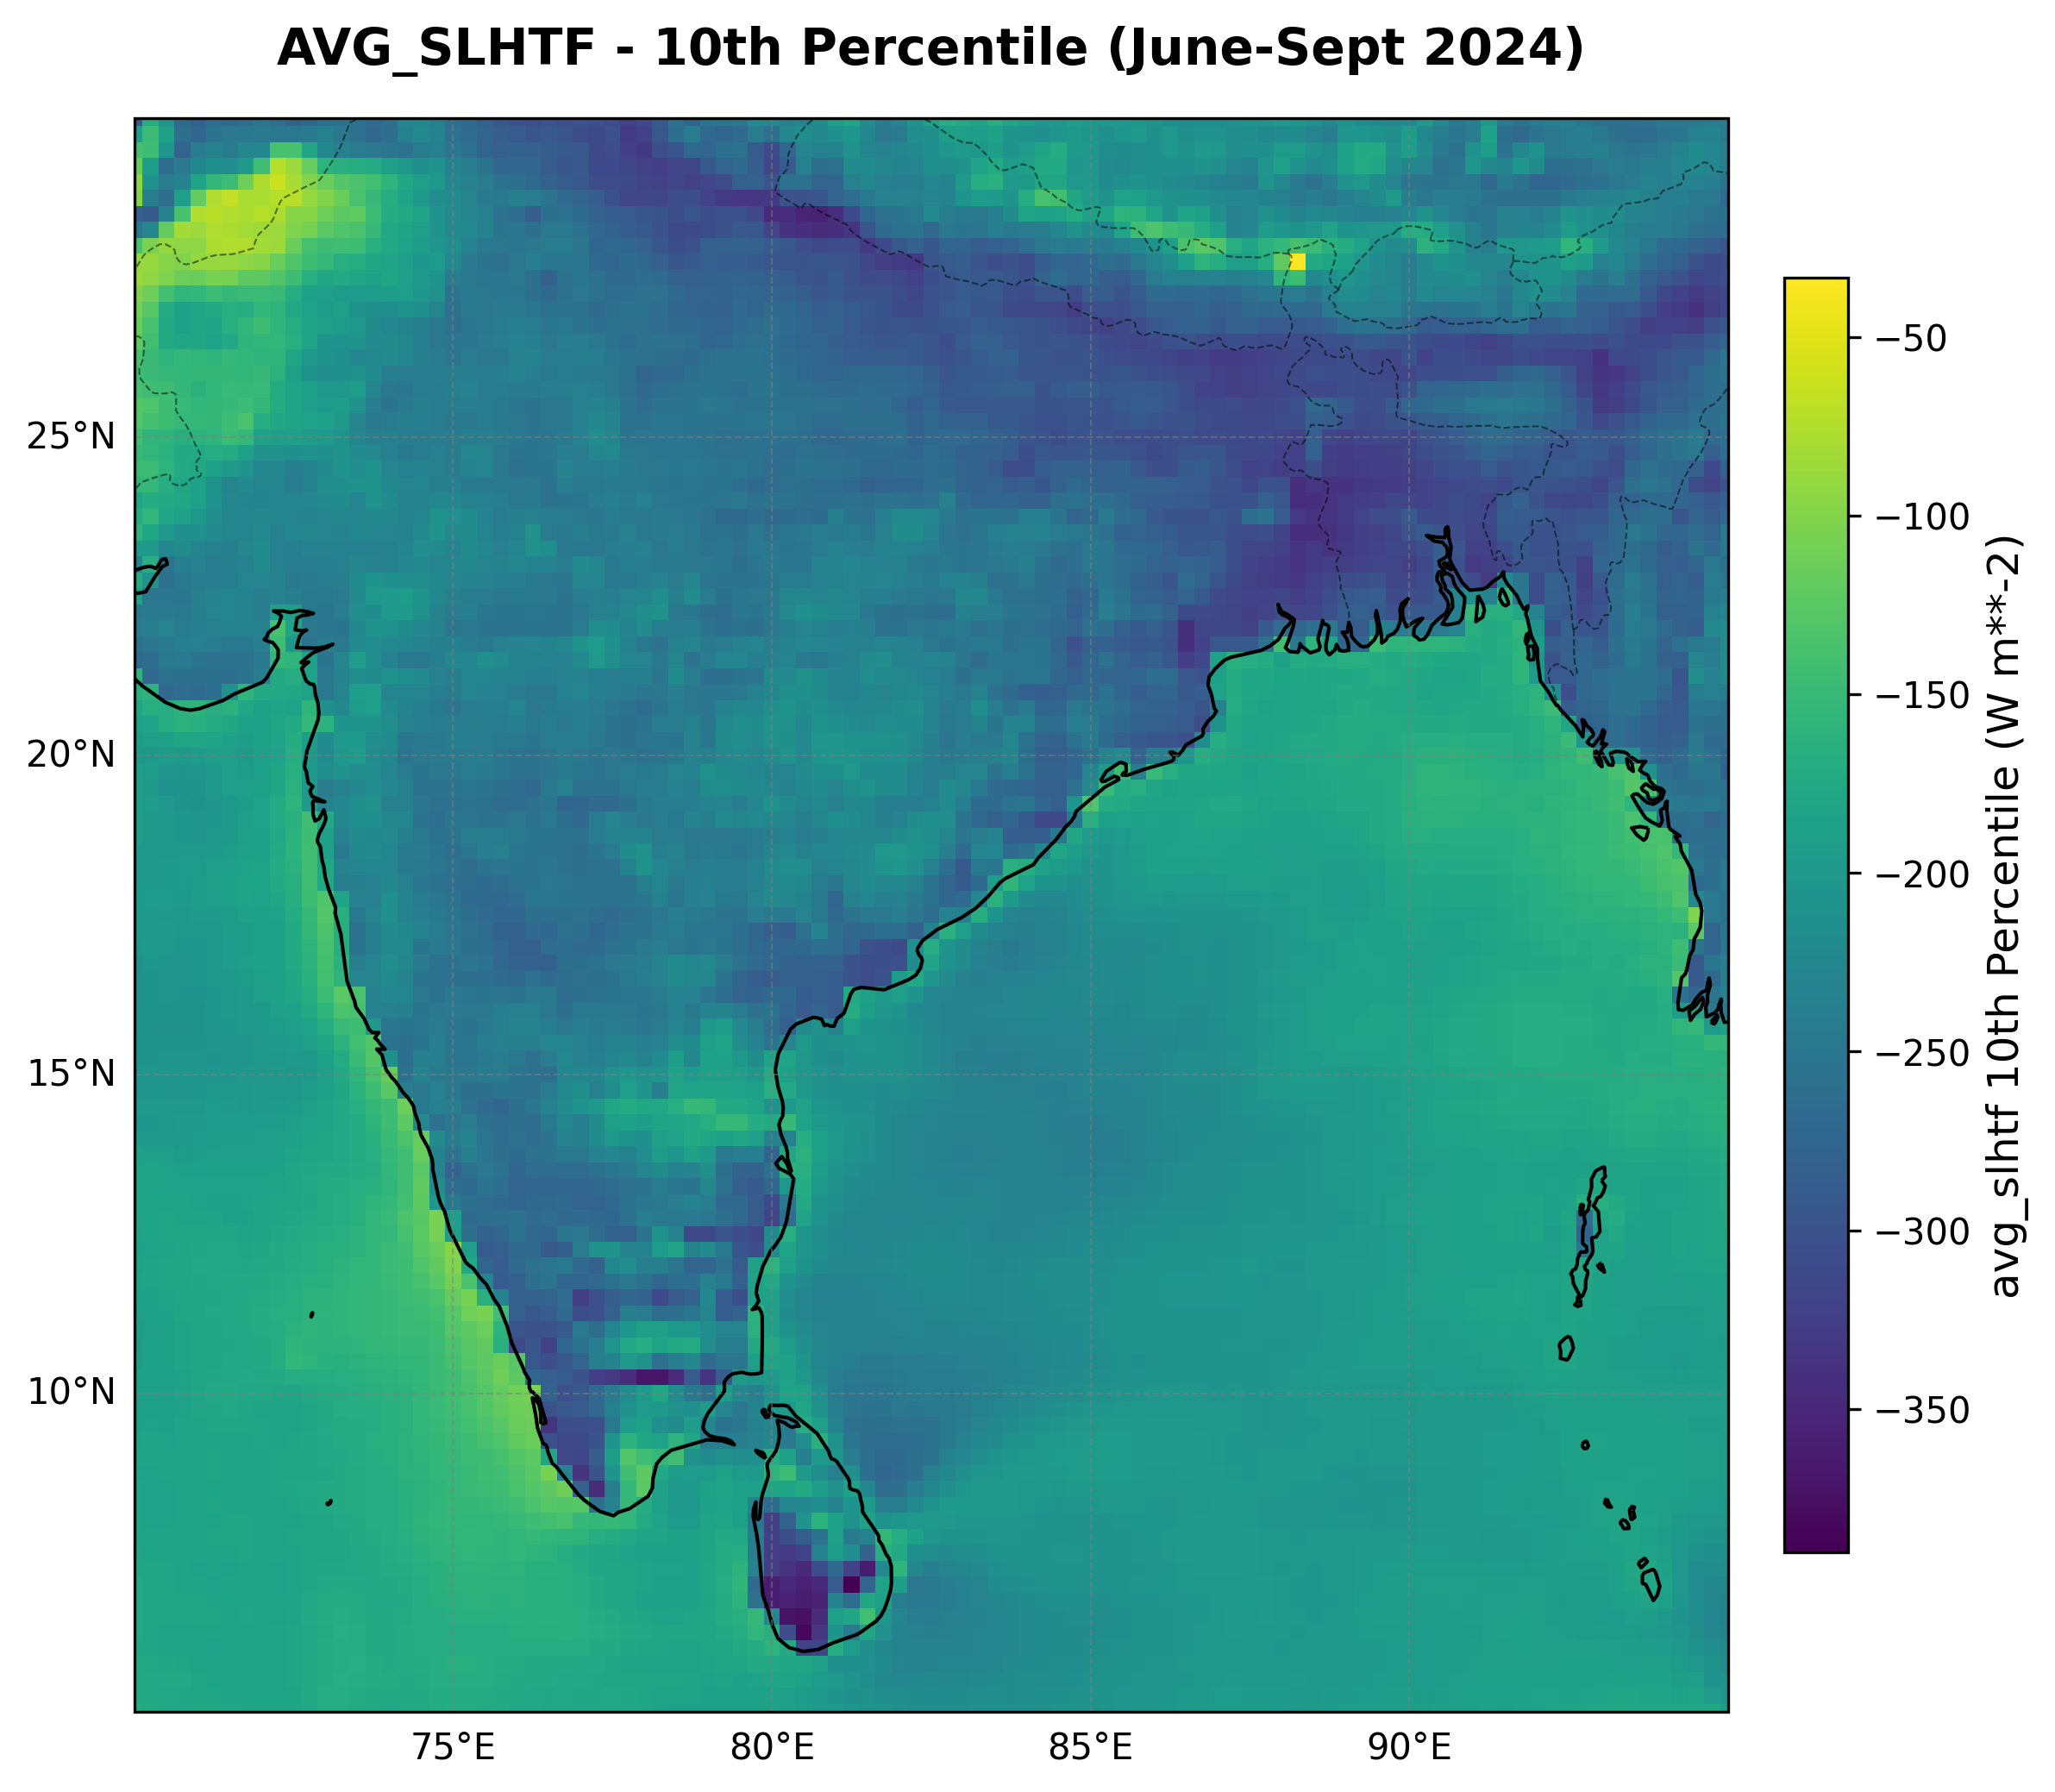 AVG_SLHTF - 10th Percentile (June-Sept 2024)
25°N
20°N
15°N
10°N
75°E
80°E
85°E
90°E
−50
−100
−150
−200
−250
−300
−350
avg_slhtf 10th Percentile (W m**-2)